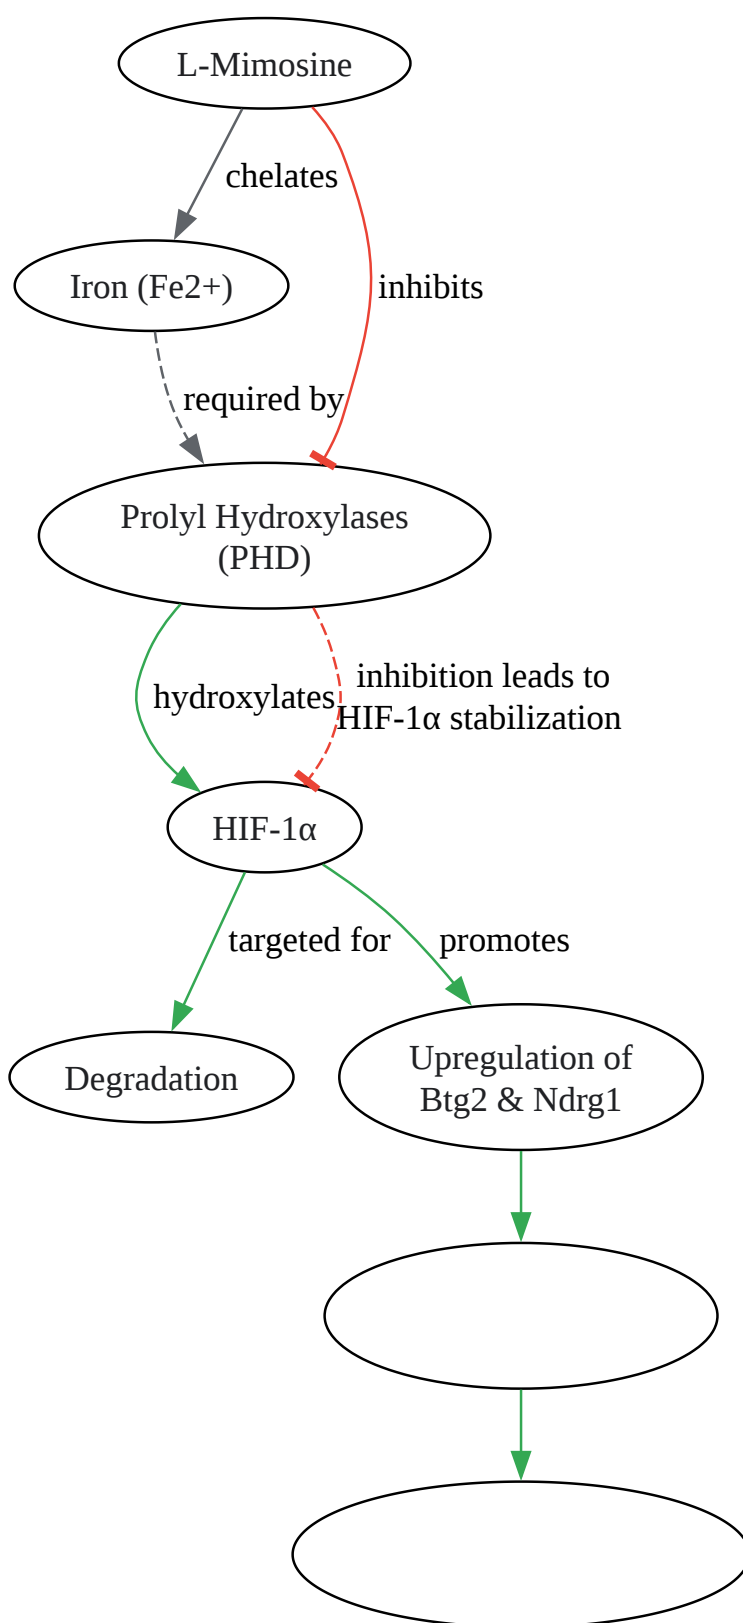 L-Mimosine
chelates
Iron (Fe2+)
inhibits
required by
Prolyl Hydroxylases
(PHD)
hydroxylates
inhibition leads to
HIF-1α stabilization
HIF-1α
targeted for
promotes
Degradation
Upregulation of
Btg2 & Ndrg1